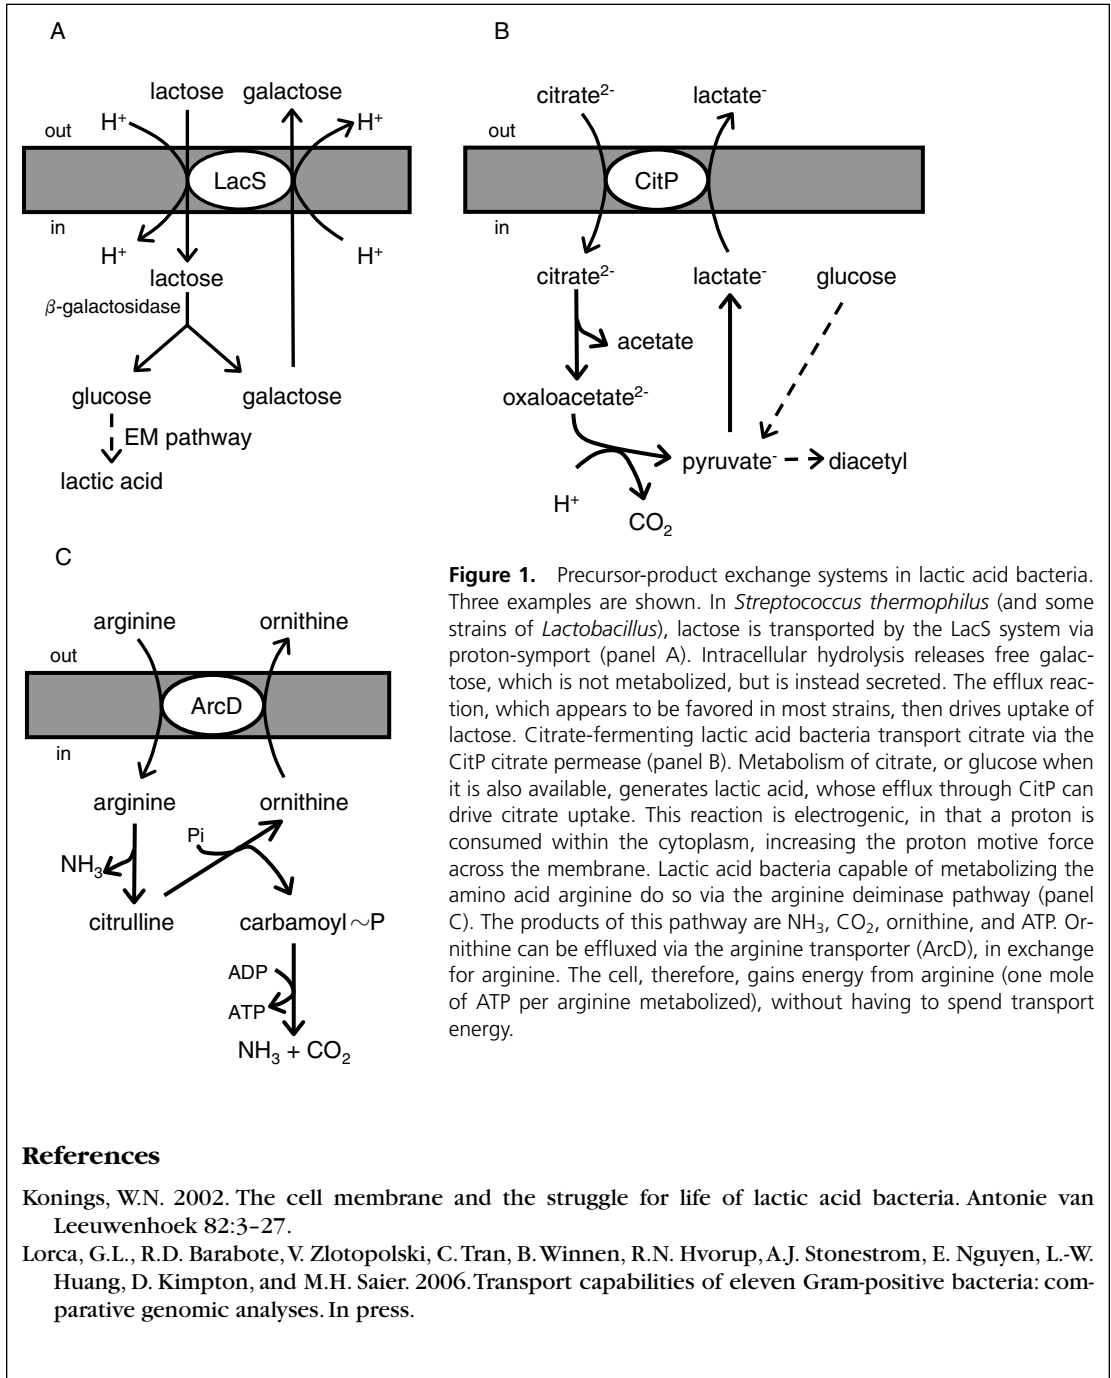 A
lactose galactose
H⁺ H⁺
out
LacS
in
H⁺ H⁺
lactose
β-galactosidase
glucose galactose
EM pathway
lactic acid
B
citrate²⁻ lactate⁻
out
CitP
in
citrate²⁻ lactate⁻ glucose
acetate
oxaloacetate²⁻
pyruvate⁻ diacetyl
H⁺
CO₂
C
arginine ornithine
out
ArcD
in
arginine ornithine
Pi
NH₃
citrulline carbamoyl~P
ADP
ATP
NH₃ + CO₂
Figure 1. Precursor-product exchange systems in lactic acid bacteria.
Three examples are shown. In Streptococcus thermophilus (and some
strains of Lactobacillus), lactose is transported by the LacS system via
proton-symport (panel A). Intracellular hydrolysis releases free galac-
tose, which is not metabolized, but is instead secreted. The efflux reac-
tion, which appears to be favored in most strains, then drives uptake of
lactose. Citrate-fermenting lactic acid bacteria transport citrate via the
CitP citrate permease (panel B). Metabolism of citrate, or glucose when
it is also available, generates lactic acid, whose efflux through CitP can
drive citrate uptake. This reaction is electrogenic, in that a proton is
consumed within the cytoplasm, increasing the proton motive force
across the membrane. Lactic acid bacteria capable of metabolizing the
amino acid arginine do so via the arginine deiminase pathway (panel
C). The products of this pathway are NH₃, CO₂, ornithine, and ATP. Or-
nithine can be effluxed via the arginine transporter (ArcD), in exchange
for arginine. The cell, therefore, gains energy from arginine (one mole
of ATP per arginine metabolized), without having to spend transport
energy.
References
Konings, W.N. 2002. The cell membrane and the struggle for life of lactic acid bacteria. Antonie van
Leeuwenhoek 82:3–27.
Lorca, G.L., R.D. Barabote, V. Zlotopolski, C. Tran, B. Winnen, R.N. Hvorup, A.J. Stonestrom, E. Nguyen, L.-W.
Huang, D. Kimpton, and M.H. Saier. 2006. Transport capabilities of eleven Gram-positive bacteria: com-
parative genomic analyses. In press.